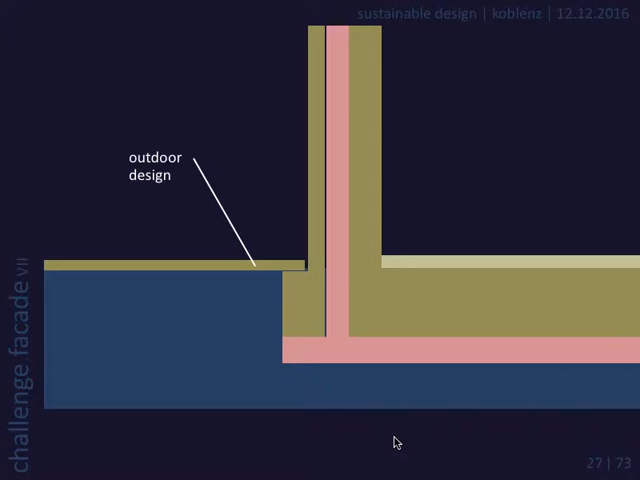 sustainable design | koblenz | 12.12.2016
outdoor
design
challenge facade VII
27 | 73